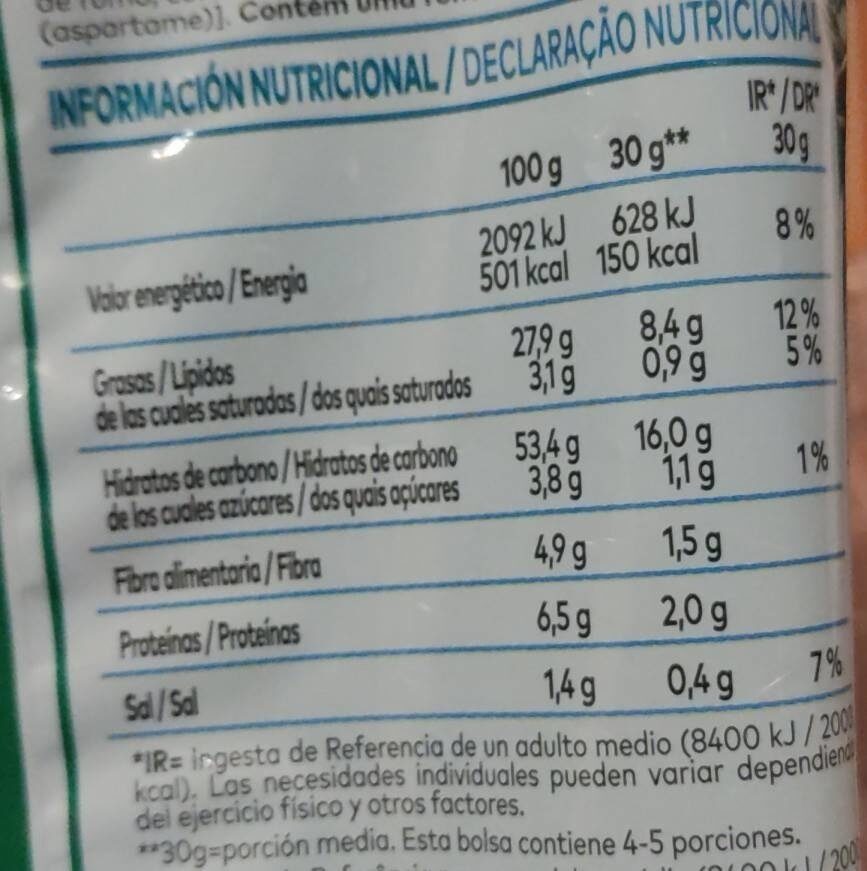 (aspartame)]. Contém
INFORMACIÓN NUTRICIONAL / DECLARAÇÃO NUTRICIONAL
IR* / DR*
100 g 30 g** 30 g
Valor energético / Energia 2092 kJ 628 kJ 8%
501 kcal 150 kcal
Grasas / Lípidos 27,9 g 8,4 g 12%
de las cuales saturadas / dos quais saturados 3,1 g 0,9 g 5%
Hidratos de carbono / Hidratos de carbono 53,4 g 16,0 g
de los cuales azúcares / dos quais açúcares 3,8 g 1,1 g 1%
Fibra alimentaria / Fibra 4,9 g 1,5 g
Proteínas / Proteínas 6,5 g 2,0 g
Sal / Sal 1,4 g 0,4 g 7%
*IR= ingesta de Referencia de un adulto medio (8400 kJ / 2000
kcal). Las necesidades individuales pueden variar dependiendo
del ejercicio físico y otros factores.
**30g=porción media. Esta bolsa contiene 4-5 porciones.